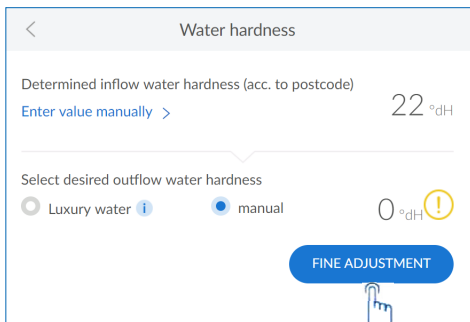 Water hardness
Determined inflow water hardness (acc. to postcode)
Enter value manually >
22 °dH
Select desired outflow water hardness
Luxury water i
manual
0 °dH !
FINE ADJUSTMENT